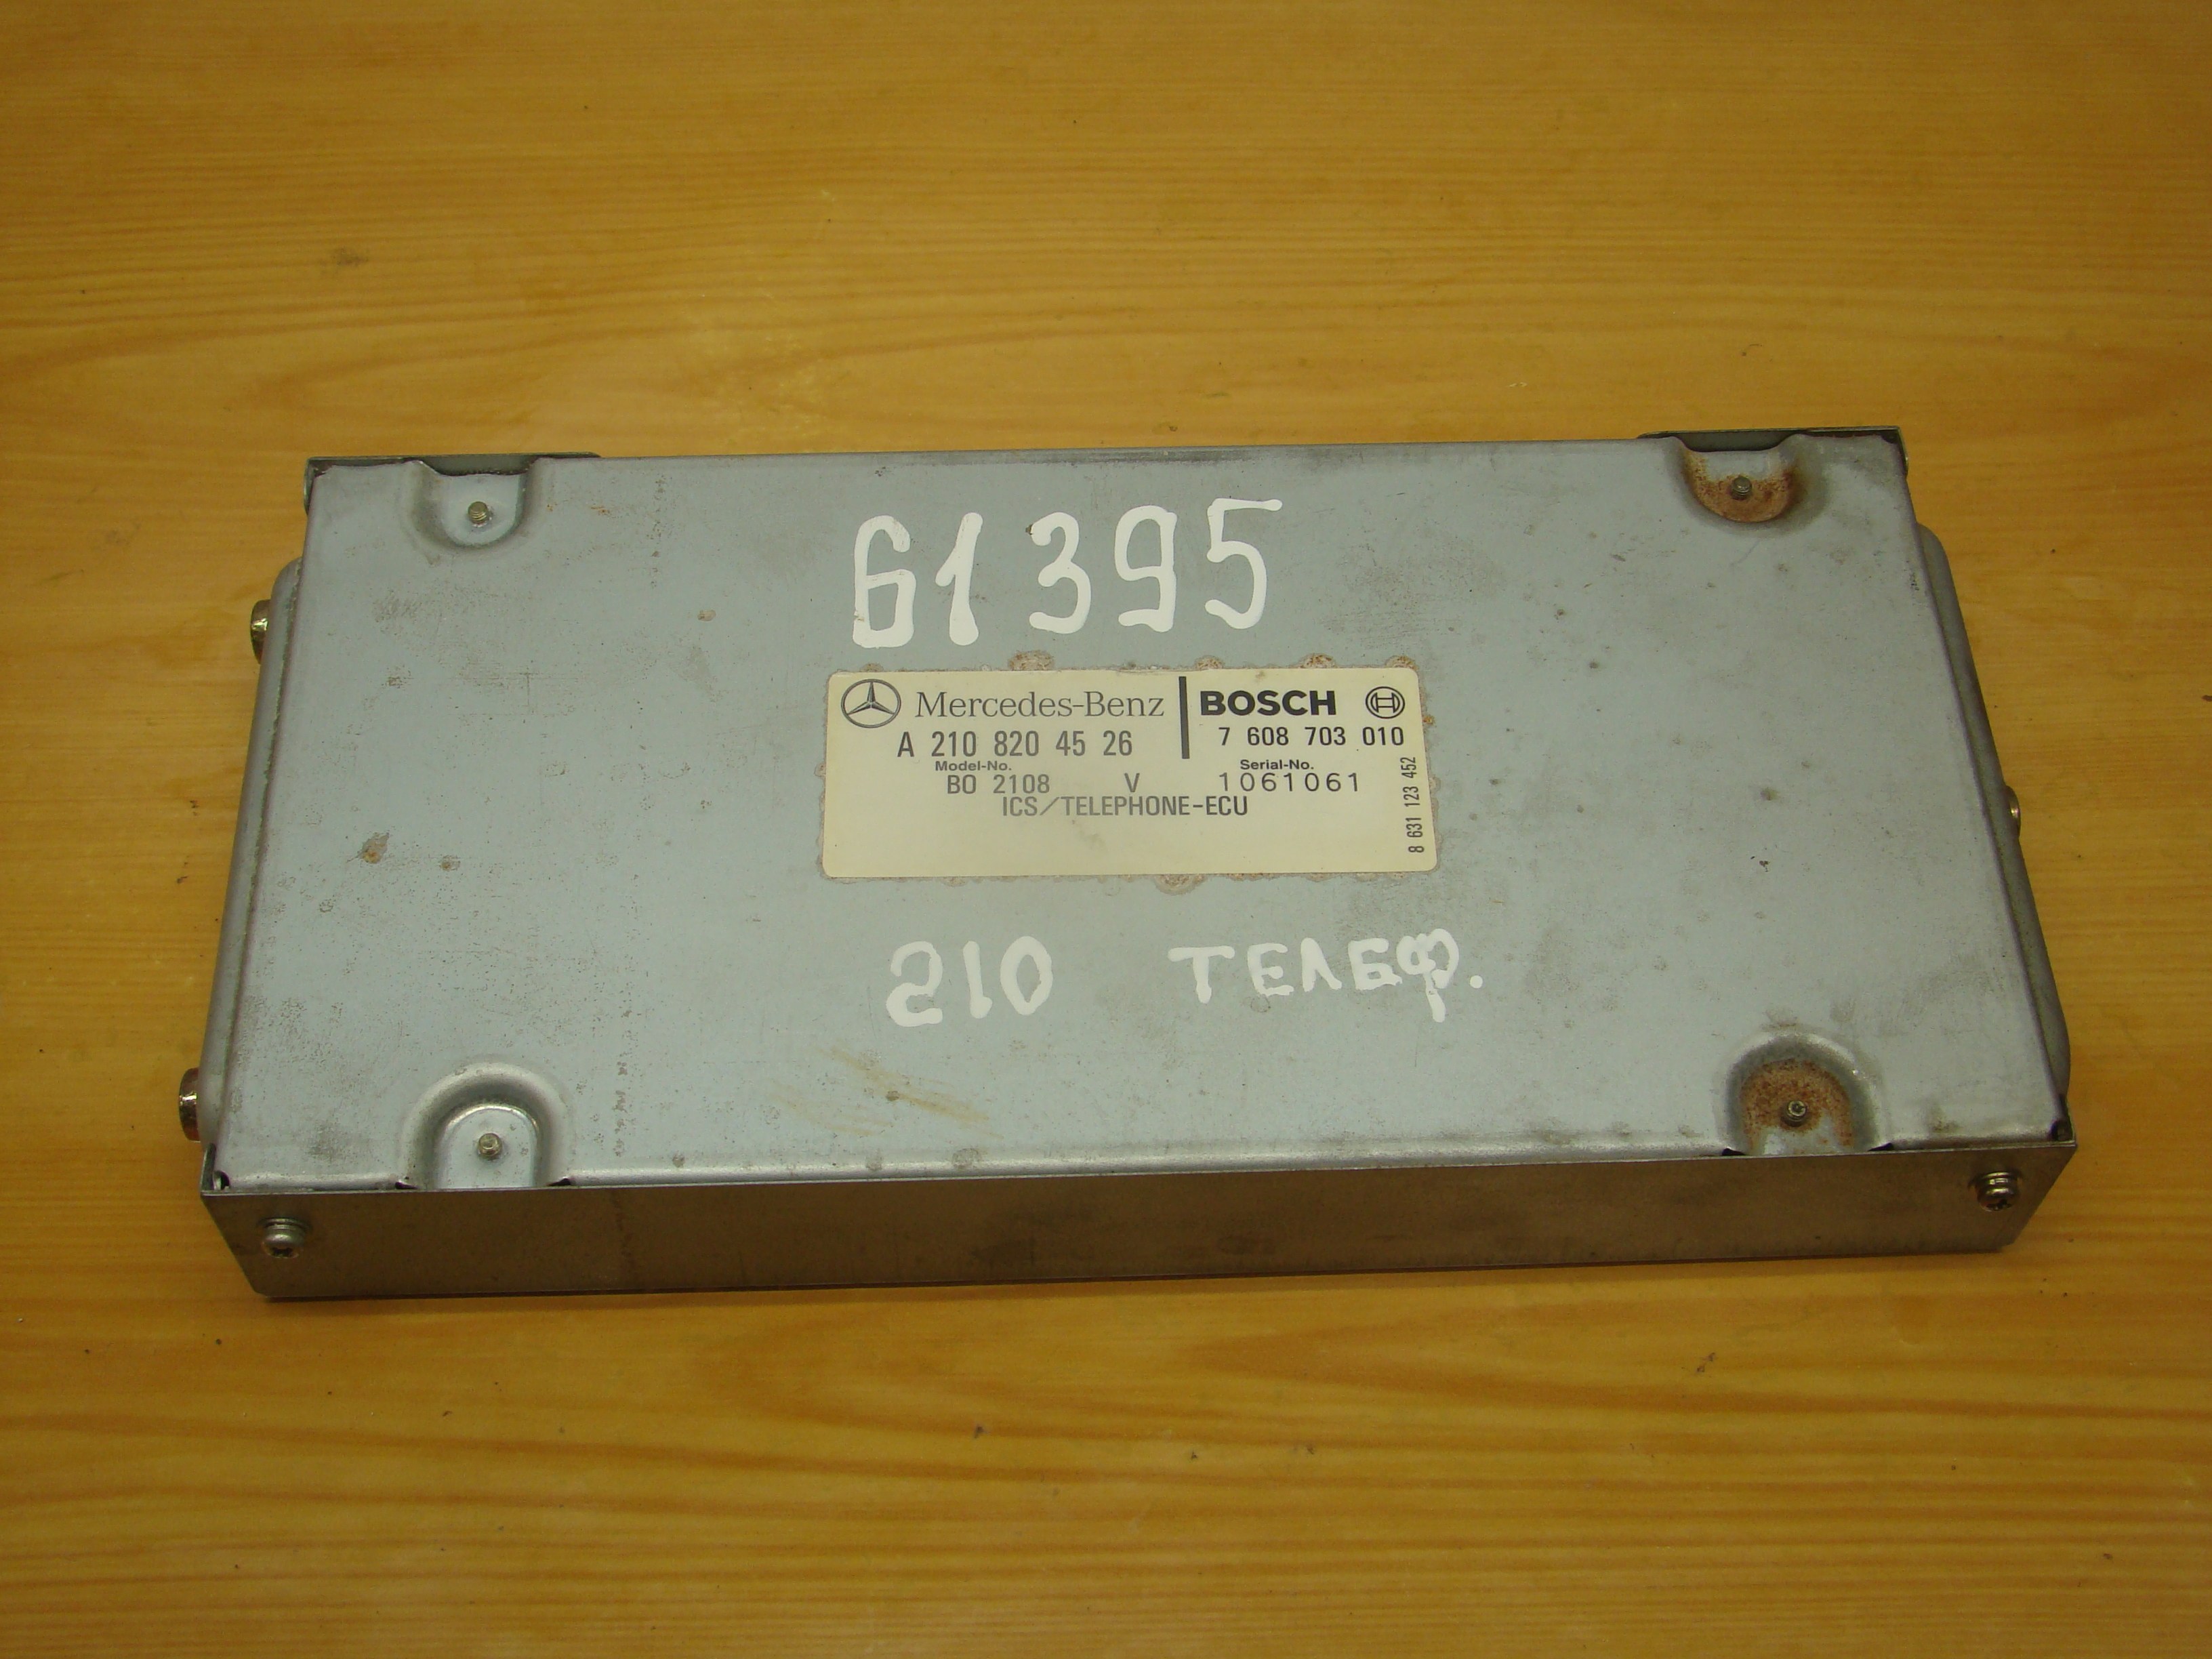 61395
Mercedes-Benz BOSCH
A 210 820 45 26 7 608 703 010
Model-No. Serial-No.
BO 2108 V 1061061
ICS/TELEPHONE-ECU
8 631 123 452
210 ТЕЛЕФ.